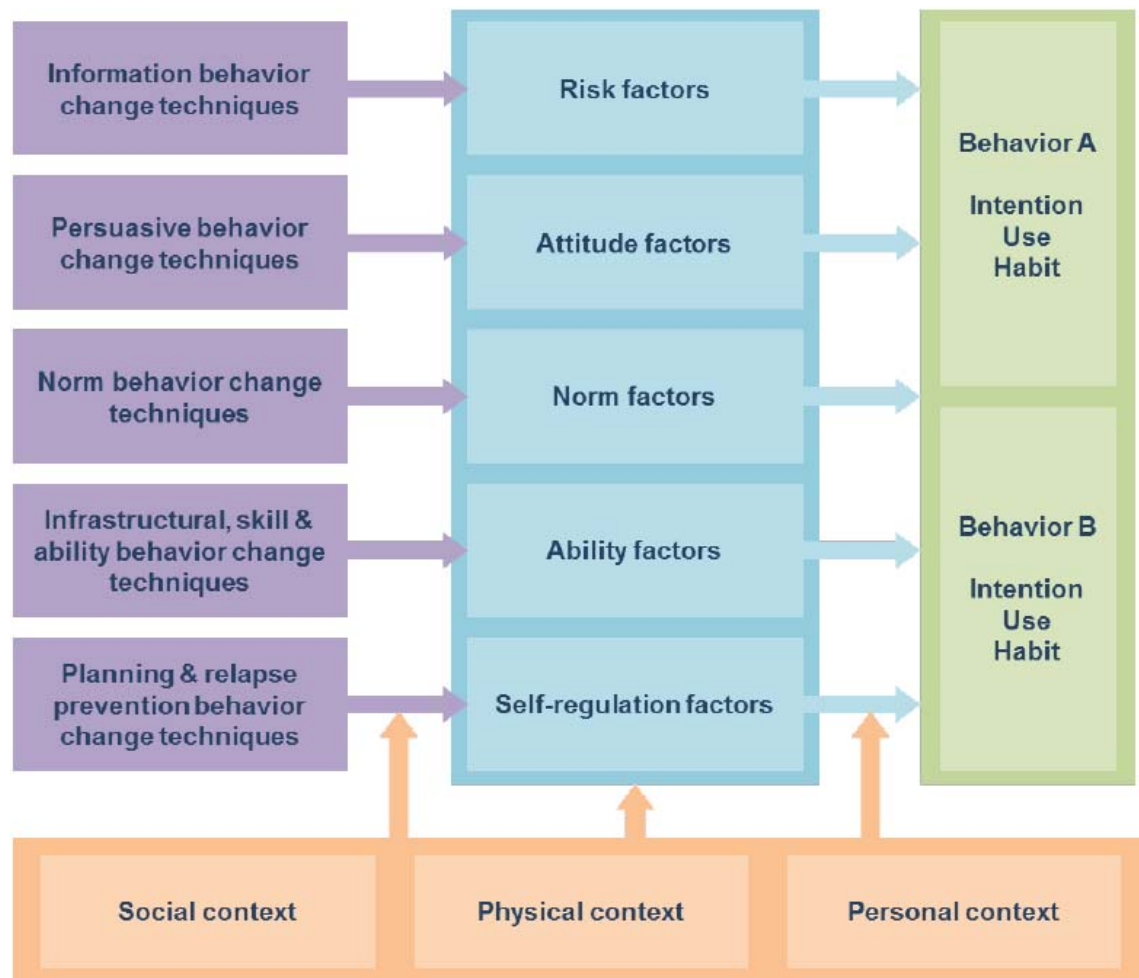 Information behavior
change techniques
Risk factors
Persuasive behavior
change techniques
Attitude factors
Norm behavior change
techniques
Norm factors
Infrastructural, skill &
ability behavior change
techniques
Ability factors
Planning & relapse
prevention behavior
change techniques
Self-regulation factors
Behavior A
Intention
Use
Habit
Behavior B
Intention
Use
Habit
Social context
Physical context
Personal context